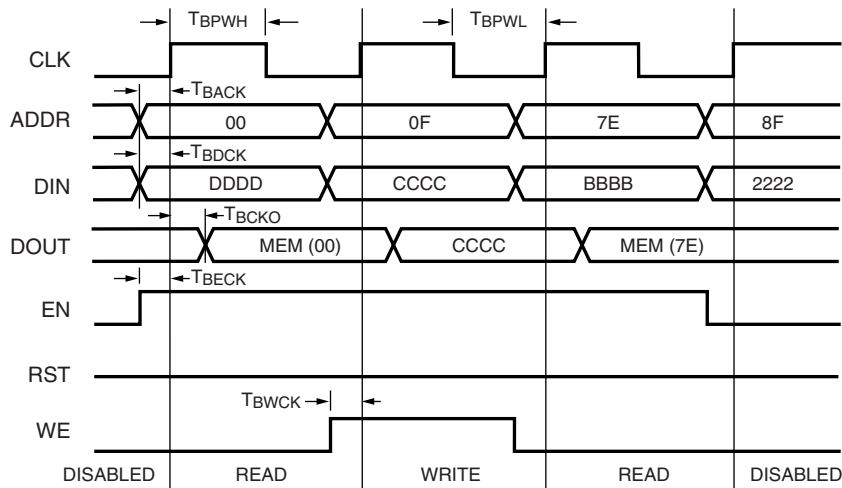 TBPWH TBPWL
CLK
TBACK
ADDR 00 0F 7E 8F
TBDCK
DIN DDDD CCCC BBBB 2222
TBCKO
DOUT MEM (00) CCCC MEM (7E)
TBECK
EN
RST
TBWCK
WE
DISABLED READ WRITE READ DISABLED